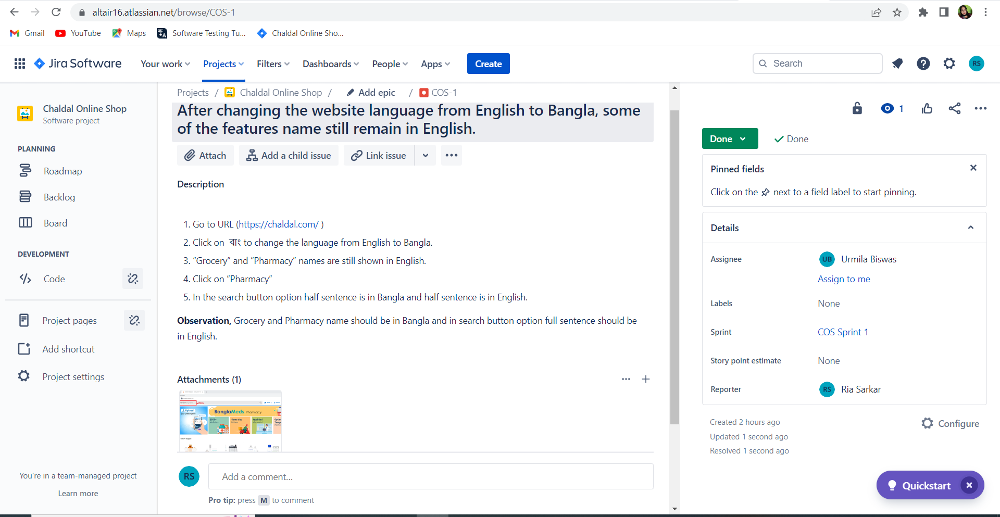 altair16.atlassian.net/browse/COS-1
Gmail
YouTube
Maps
Software Testing Tu...
Chaldal Online Sho...
Jira Software
Your work
Projects
Filters
Dashboards
People
Apps
Create
Search
RS
Chaldal Online Shop
Software project
PLANNING
Roadmap
Backlog
Board
DEVELOPMENT
Code
Project pages
Add shortcut
Project settings
You're in a team-managed project
Learn more
Projects / Chaldal Online Shop / Add epic / COS-1
After changing the website language from English to Bangla, some
of the features name still remain in English.
Attach
Add a child issue
Link issue
Description
1. Go to URL (https://chaldal.com/ )
2. Click on বাং to change the language from English to Bangla.
3. “Grocery” and “Pharmacy” names are still shown in English.
4. Click on “Pharmacy”
5. In the search button option half sentence is in Bangla and half sentence is in English.
Observation, Grocery and Pharmacy name should be in Bangla and in search button option full sentence should be
in English.
Attachments (1)
Upload
BanglaMeds Pharmacy
RS
Add a comment...
Pro tip: press M to comment
1
Done
Done
Pinned fields
Click on the next to a field label to start pinning.
Details
Assignee
UB Urmila Biswas
Assign to me
Labels
None
Sprint
COS Sprint 1
Story point estimate
None
Reporter
RS Ria Sarkar
Created 2 hours ago
Updated 1 second ago
Resolved 1 second ago
Configure
Quickstart